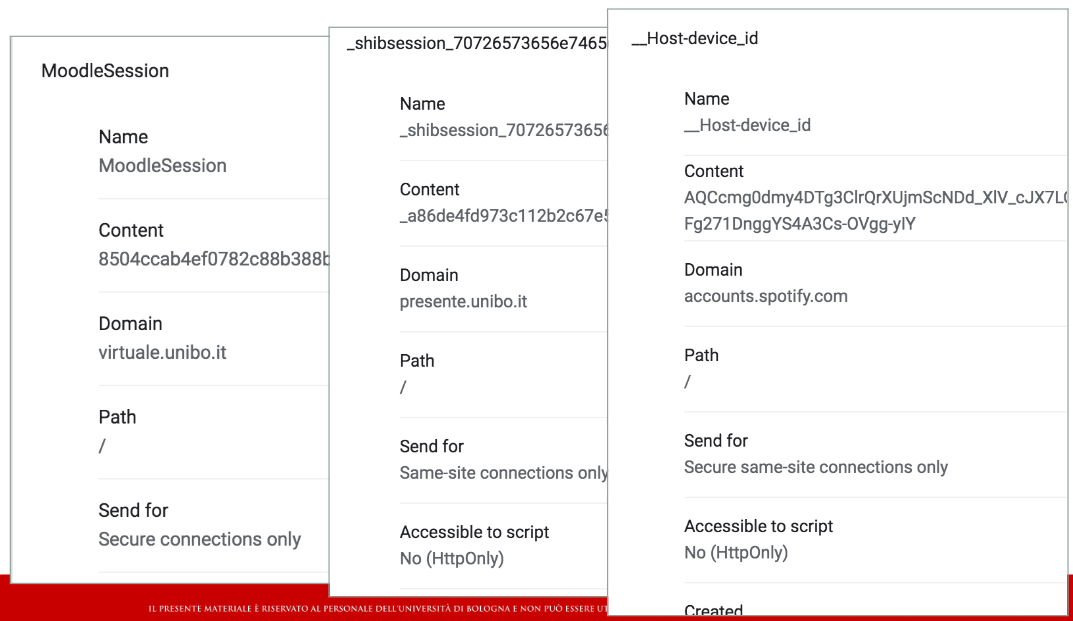 MoodleSession
Name
MoodleSession
Content
8504ccab4ef0782c88b388b
Domain
virtuale.unibo.it
Path
/
Send for
Secure connections only
_shibsession_70726573656e7465
Name
_shibsession_70726573656
Content
_a86de4fd973c112b2c67e5
Domain
presente.unibo.it
Path
/
Send for
Same-site connections only
Accessible to script
No (HttpOnly)
__Host-device_id
Name
__Host-device_id
Content
AQCcmg0dmy4DTg3ClrQrXUjmScNDd_XlV_cJX7L
Fg271DnggYS4A3Cs-OVgg-ylY
Domain
accounts.spotify.com
Path
/
Send for
Secure same-site connections only
Accessible to script
No (HttpOnly)
Created
IL PRESENTE MATERIALE È RISERVATO AL PERSONALE DELL'UNIVERSITÀ DI BOLOGNA E NON PUÒ ESSERE UT